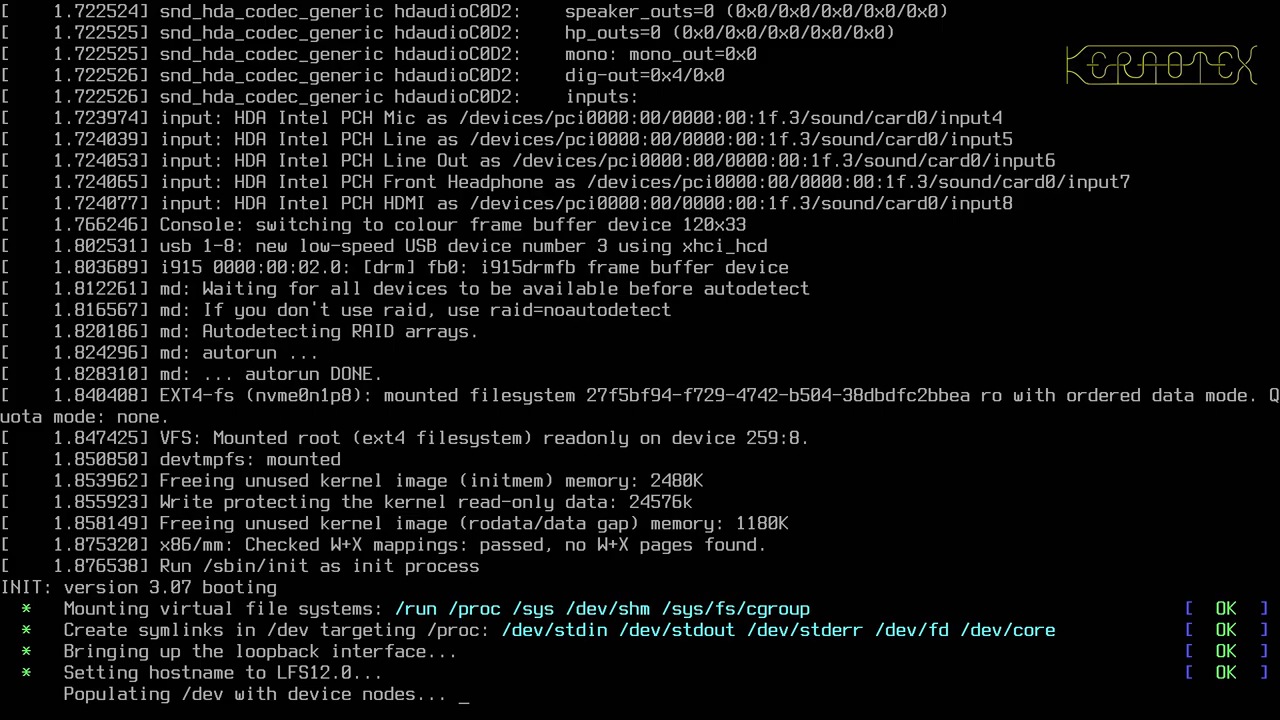 [    1.722524] snd_hda_codec_generic hdaudioC0D2:    speaker_outs=0 (0x0/0x0/0x0/0x0/0x0)
[    1.722525] snd_hda_codec_generic hdaudioC0D2:    hp_outs=0 (0x0/0x0/0x0/0x0/0x0)
[    1.722525] snd_hda_codec_generic hdaudioC0D2:    mono: mono_out=0x0
[    1.722526] snd_hda_codec_generic hdaudioC0D2:    dig-out=0x4/0x0
[    1.722526] snd_hda_codec_generic hdaudioC0D2:    inputs:
KERAOTEX
[    1.723974] input: HDA Intel PCH Mic as /devices/pci0000:00/0000:00:1f.3/sound/card0/input4
[    1.724039] input: HDA Intel PCH Line as /devices/pci0000:00/0000:00:1f.3/sound/card0/input5
[    1.724053] input: HDA Intel PCH Line Out as /devices/pci0000:00/0000:00:1f.3/sound/card0/input6
[    1.724065] input: HDA Intel PCH Front Headphone as /devices/pci0000:00/0000:00:1f.3/sound/card0/input7
[    1.724077] input: HDA Intel PCH HDMI as /devices/pci0000:00/0000:00:1f.3/sound/card0/input8
[    1.766246] Console: switching to colour frame buffer device 120x33
[    1.802531] usb 1-8: new low-speed USB device number 3 using xhci_hcd
[    1.803689] i915 0000:00:02.0: [drm] fb0: i915drmfb frame buffer device
[    1.812261] md: Waiting for all devices to be available before autodetect
[    1.816567] md: If you don't use raid, use raid=noautodetect
[    1.820186] md: Autodetecting RAID arrays.
[    1.824296] md: autorun ...
[    1.828310] md: ... autorun DONE.
[    1.840408] EXT4-fs (nvme0n1p8): mounted filesystem 27f5bf94-f729-4742-b504-38dbdfc2bbea ro with ordered data mode. Q
uota mode: none.
[    1.847425] VFS: Mounted root (ext4 filesystem) readonly on device 259:8.
[    1.850850] devtmpfs: mounted
[    1.853962] Freeing unused kernel image (initmem) memory: 2480K
[    1.855923] Write protecting the kernel read-only data: 24576k
[    1.858149] Freeing unused kernel image (rodata/data gap) memory: 1180K
[    1.875320] x86/mm: Checked W+X mappings: passed, no W+X pages found.
[    1.876538] Run /sbin/init as init process
INIT: version 3.07 booting
  *   Mounting virtual file systems: /run /proc /sys /dev/shm /sys/fs/cgroup [  OK  ]
  *   Create symlinks in /dev targeting /proc: /dev/stdin /dev/stdout /dev/stderr /dev/fd /dev/core [  OK  ]
  *   Bringing up the loopback interface... [  OK  ]
  *   Setting hostname to LFS12.0... [  OK  ]
      Populating /dev with device nodes... _